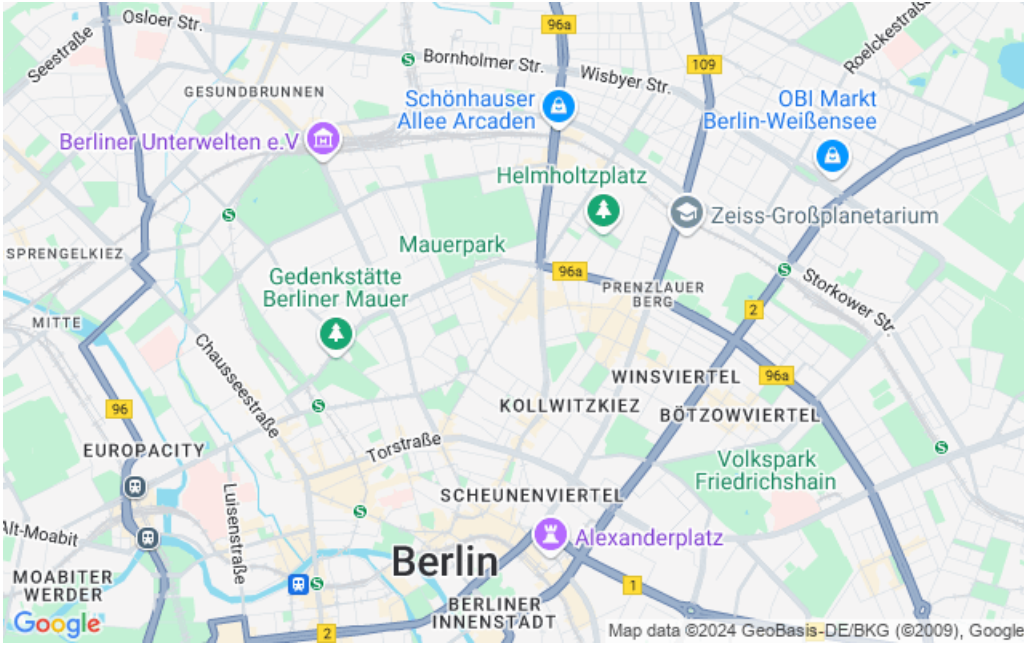 Osloer Str.
96a
Seestraße
S
Bornholmer Str.
Wisbyer Str.
109
Roelckestraße
GESUNDBRUNNEN
Schönhauser
Allee Arcaden
OBI Markt
Berlin-Weißensee
Berliner Unterwelten e.V
Helmholtzplatz
S
Zeiss-Großplanetarium
SPRENGELKIEZ
Mauerpark
Gedenkstätte
Berliner Mauer
96a
S
PRENZLAUER
BERG
Storkower Str.
MITTE
2
Chausseestraße
WINSVIERTEL
96a
96
S
KOLLWITZKIEZ
BÖTZOWVIERTEL
EUROPACITY
Torstraße
S
Volkspark
Friedrichshain
Luisenstraße
SCHEUNENVIERTEL
S
Alt-Moabit
Alexanderplatz
Berlin
MOABITER
WERDER
S
1
BERLINER
INNENSTADT
Google
2
Map data ©2024 GeoBasis-DE/BKG (©2009), Google